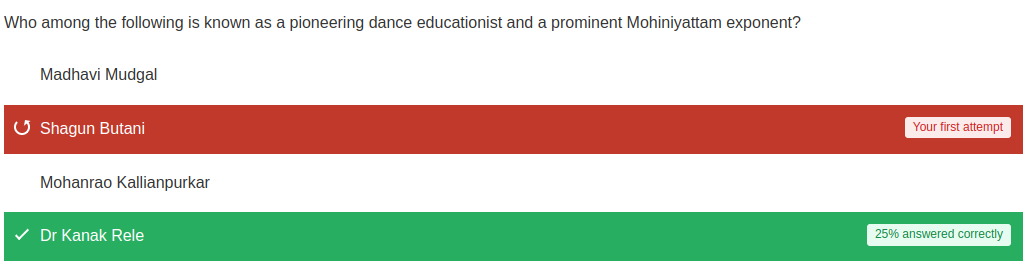 Who among the following is known as a pioneering dance educationist and a prominent Mohiniyattam exponent?
Madhavi Mudgal
Shagun Butani Your first attempt
Mohanrao Kallianpurkar
Dr Kanak Rele 25% answered correctly